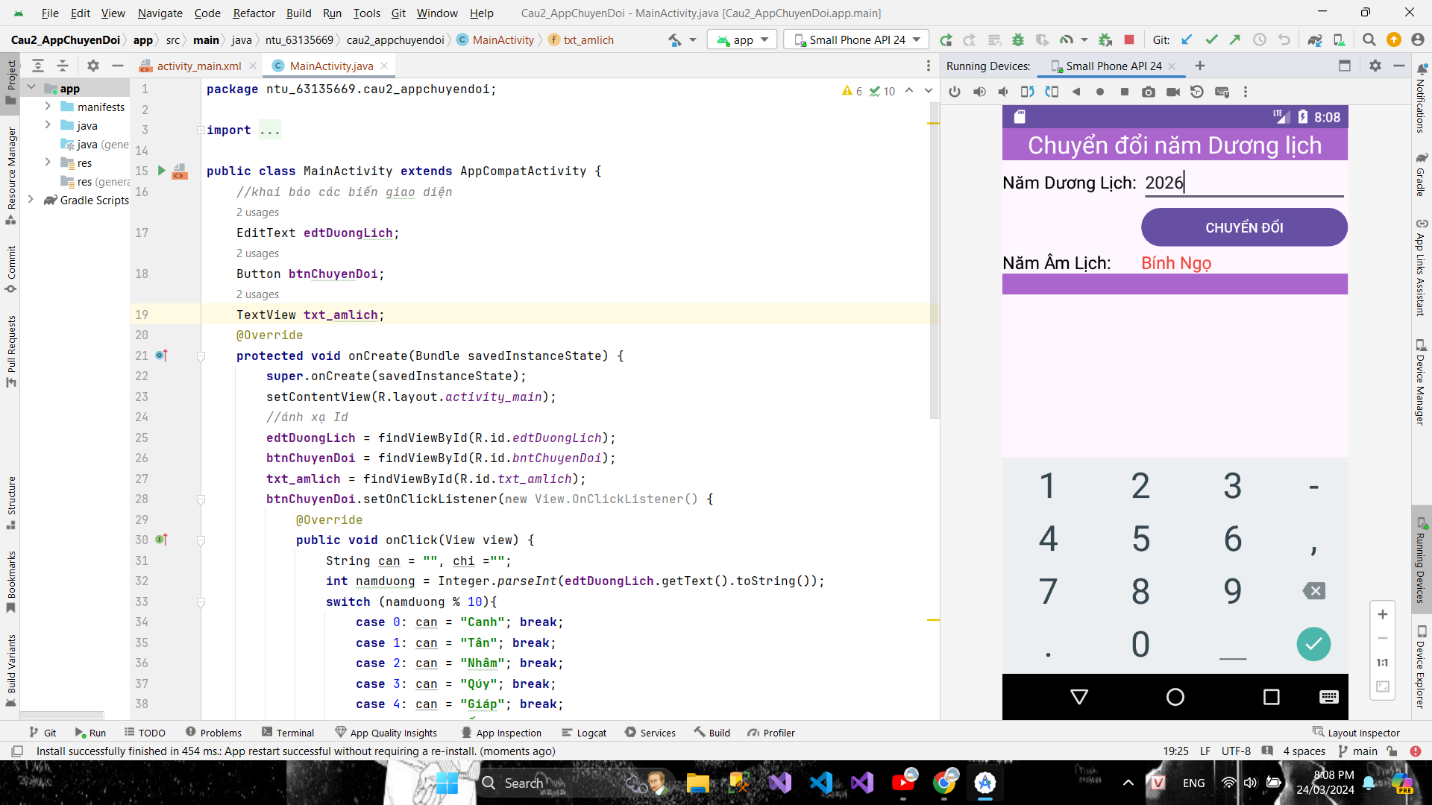 File Edit View Navigate Code Refactor Build Run Tools Git Window Help Cau2_AppChuyenDoi - MainActivity.java [Cau2_AppChuyenDoi.app.main]
Cau2_AppChuyenDoi app src main java ntu_63135669 cau2_appchuyendoi MainActivity txt_amlich app Small Phone API 24 Git:
Project
Resource Manager
Commit
Pull Requests
Structure
Bookmarks
Build Variants
app
manifests
java
java (gene
res
res (genera
Gradle Scripts
activity_main.xml MainActivity.java
6 10
1 package ntu_63135669.cau2_appchuyendoi;
2
3 import ...
14
15 public class MainActivity extends AppCompatActivity {
16 //khai báo các biến giao diện
2 usages
17 EditText edtDuongLich;
2 usages
18 Button btnChuyenDoi;
2 usages
19 TextView txt_amlich;
20 @Override
21 protected void onCreate(Bundle savedInstanceState) {
22 super.onCreate(savedInstanceState);
23 setContentView(R.layout.activity_main);
24 //ánh xạ Id
25 edtDuongLich = findViewById(R.id.edtDuongLich);
26 btnChuyenDoi = findViewById(R.id.bntChuyenDoi);
27 txt_amlich = findViewById(R.id.txt_amlich);
28 btnChuyenDoi.setOnClickListener(new View.OnClickListener() {
29 @Override
30 public void onClick(View view) {
31 String can = "", chi ="";
32 int namduong = Integer.parseInt(edtDuongLich.getText().toString());
33 switch (namduong % 10){
34 case 0: can = "Canh"; break;
35 case 1: can = "Tân"; break;
36 case 2: can = "Nhâm"; break;
37 case 3: can = "Qúy"; break;
38 case 4: can = "Giáp"; break;
Running Devices: Small Phone API 24
8:08
Chuyển đổi năm Dương lịch
Năm Dương Lịch: 2026
CHUYỂN ĐỔI
Năm Âm Lịch: Bính Ngọ
1 2 3 -
4 5 6 ,
7 8 9
. 0
1:1
Notifications
Gradle
App Links Assistant
Device Manager
Running Devices
Device Explorer
Git Run TODO Problems Terminal App Quality Insights App Inspection Logcat Services Build Profiler Layout Inspector
Install successfully finished in 454 ms.: App restart successful without requiring a re-install. (moments ago) 19:25 LF UTF-8 4 spaces main
Search ENG 8:08 PM
24/03/2024
PRE